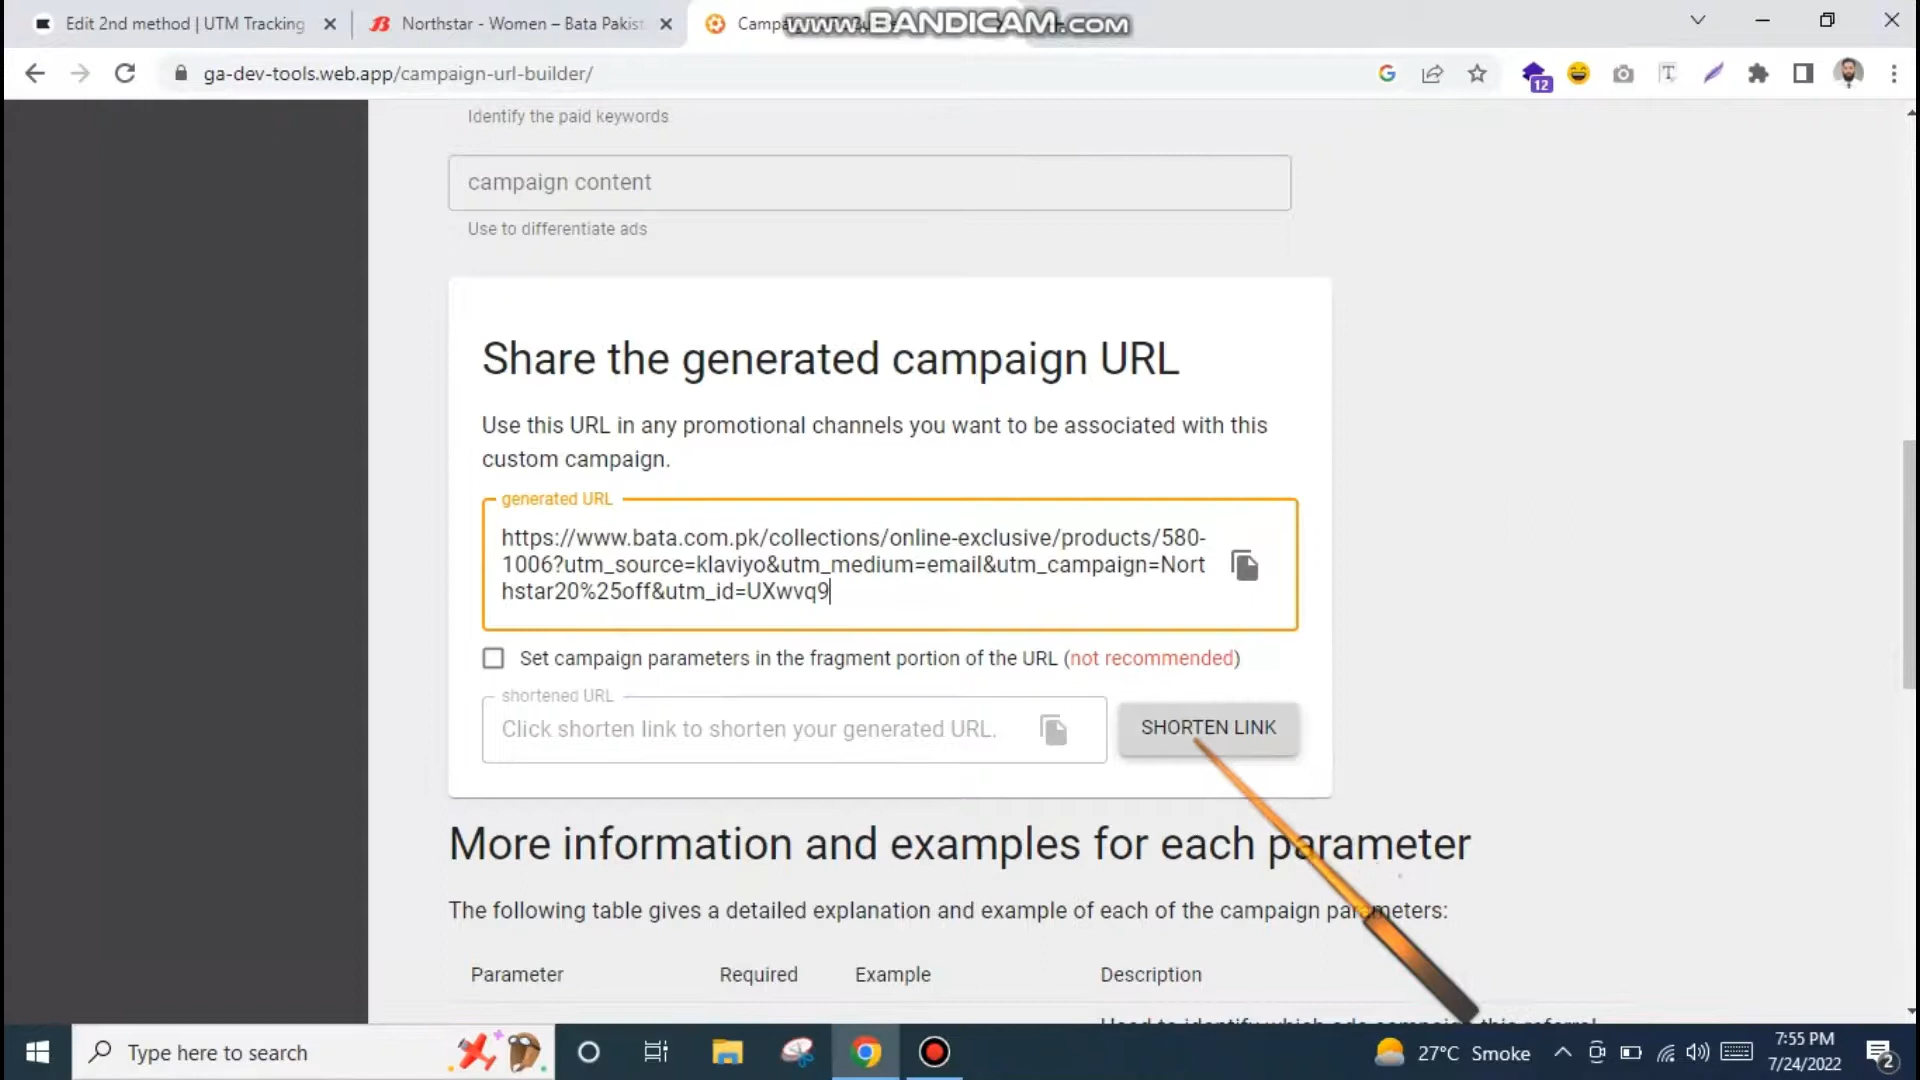 Edit 2nd method | UTM Tracking
Northstar - Women – Bata Pakist
www.BANDICAM.com
ga-dev-tools.web.app/campaign-url-builder/
12
Identify the paid keywords
campaign content
Use to differentiate ads
Share the generated campaign URL
Use this URL in any promotional channels you want to be associated with this
custom campaign.
generated URL
https://www.bata.com.pk/collections/online-exclusive/products/580-
1006?utm_source=klaviyo&utm_medium=email&utm_campaign=Nort
hstar20%25off&utm_id=UXwvq9
Set campaign parameters in the fragment portion of the URL (not recommended)
shortened URL
Click shorten link to shorten your generated URL.
SHORTEN LINK
More information and examples for each parameter
The following table gives a detailed explanation and example of each of the campaign parameters:
Parameter Required Example Description
Type here to search
27°C Smoke
7:55 PM
7/24/2022
2